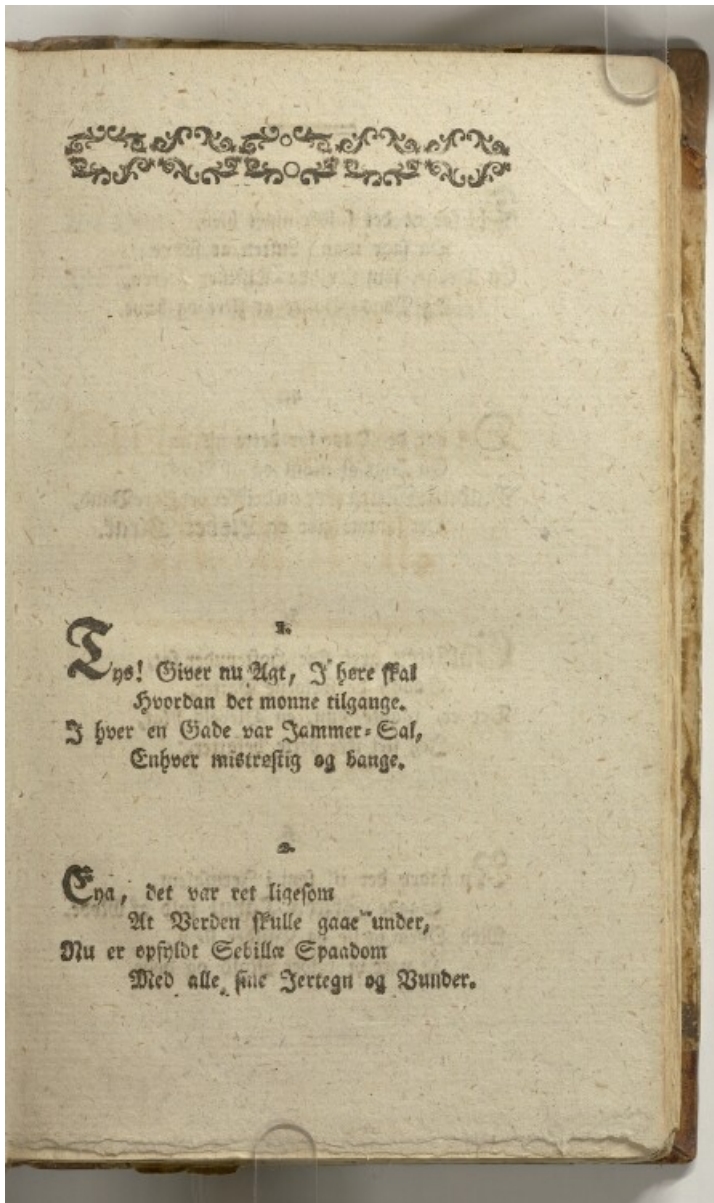 1.
Tys! Giver nu Agt, I høre skal
Hvordan det monne tilgange.
I hver en Gade var Jammer-Sal,
Enhver mistrøstig og bange.
2.
Eya, det var ret ligesom
At Verden skulle gaae under,
Nu er opfyldt Sebillæ Spaadom
Med alle sine Jertegn og Vunder.